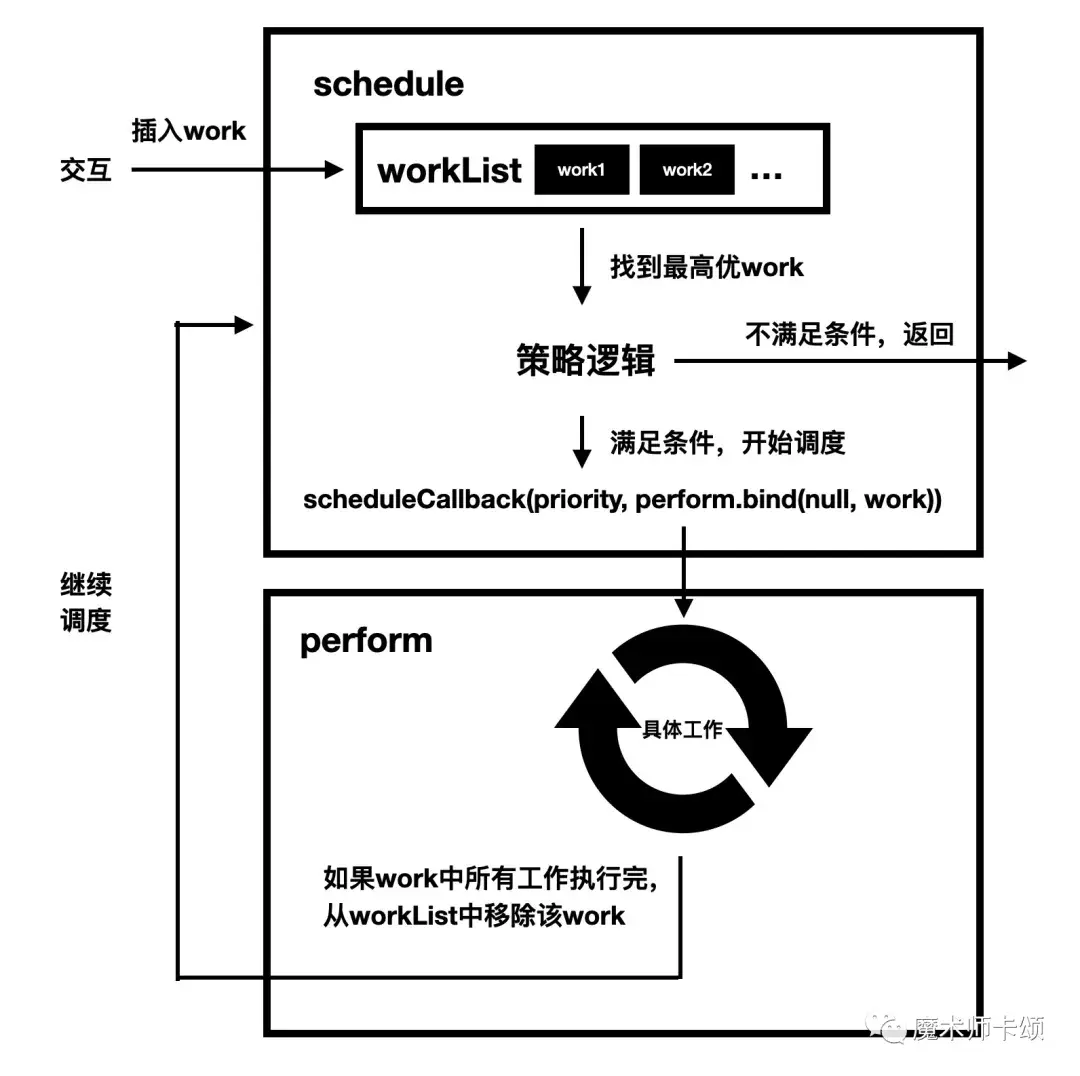 schedule
插入work
交互
workList
work1
work2
...
找到最高优work
不满足条件，返回
策略逻辑
满足条件，开始调度
scheduleCallback(priority, perform.bind(null, work))
继续
调度
perform
具体工作
如果work中所有工作执行完，
从workList中移除该work
魔术师卡颂